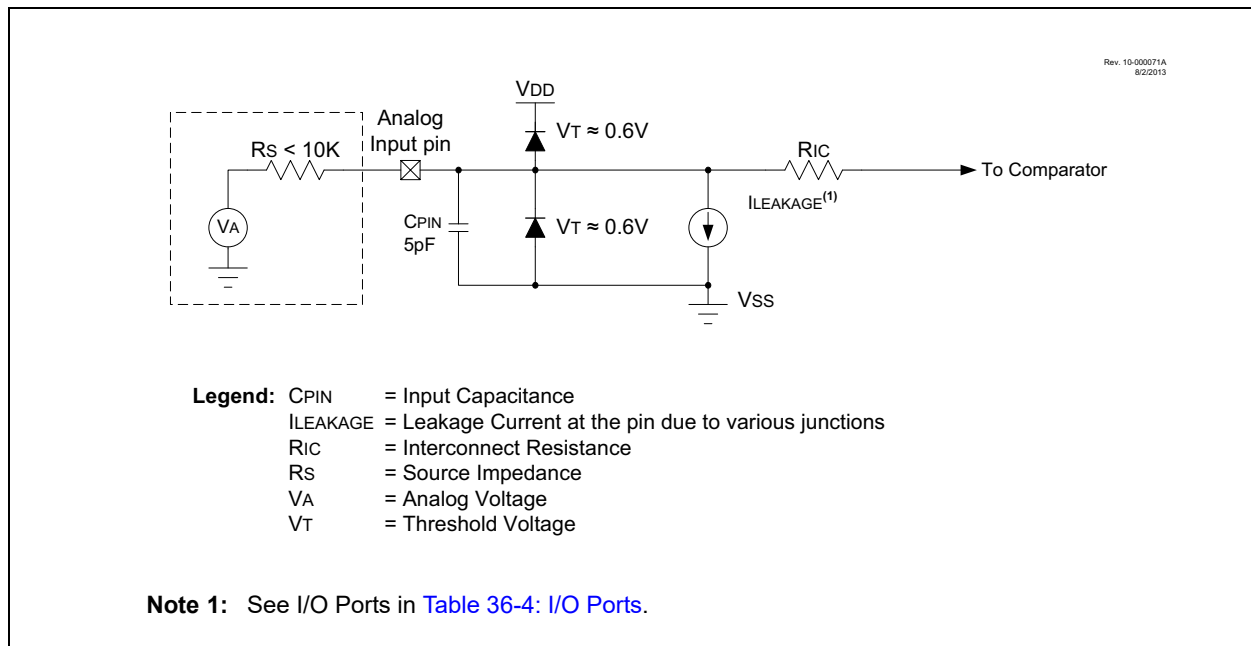 Rev. 10-000071A
8/2/2013
VDD
Analog
Input pin
VT ≈ 0.6V
RS < 10K
RIC
To Comparator
ILEAKAGE(1)
VA
CPIN
5pF
VT ≈ 0.6V
VSS
Legend: CPIN = Input Capacitance
ILEAKAGE = Leakage Current at the pin due to various junctions
RIC = Interconnect Resistance
RS = Source Impedance
VA = Analog Voltage
VT = Threshold Voltage
Note 1: See I/O Ports in Table 36-4: I/O Ports.